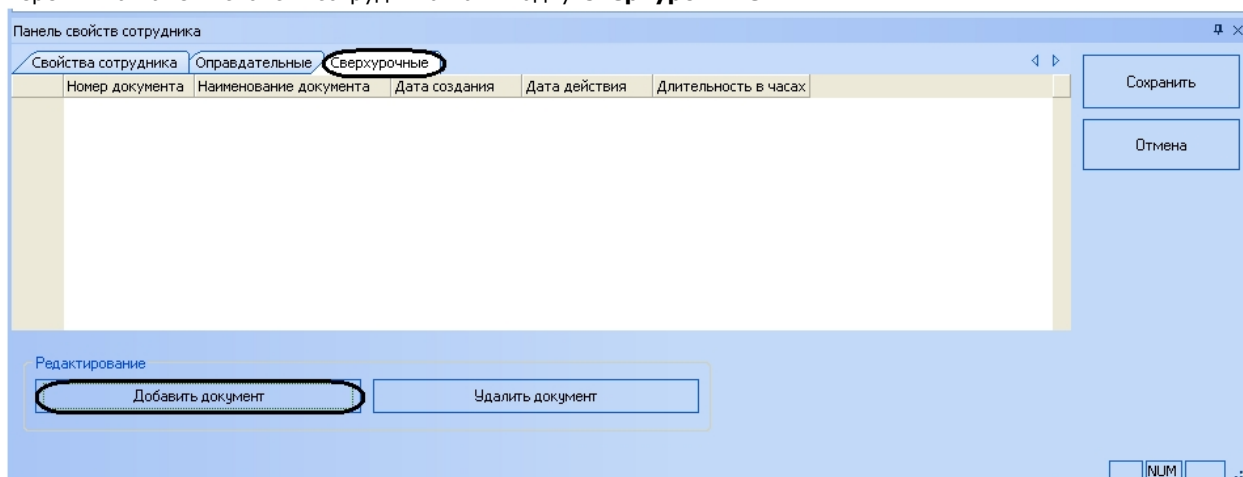 Панель свойств сотрудника
Свойства сотрудника Оправдательные Сверхурочные
Номер документа Наименование документа Дата создания Дата действия Длительность в часах
Сохранить
Отмена
Редактирование
Добавить документ Удалить документ
NUM